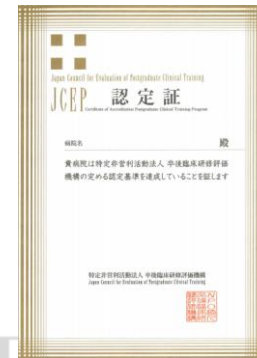 Japan Council for Evaluation of Postgraduate Clinical Training
JCEP 認定証
Certificate of Accreditation Postgraduate Clinical Training Program
病院名 殿
貴病院は特定非営利活動法人 卒後臨床研修評価
機構の定める認定基準を達成していることを証します
特定非営利活動法人 卒後臨床研修評価機構
Japan Council for Evaluation of Postgraduate Clinical Training